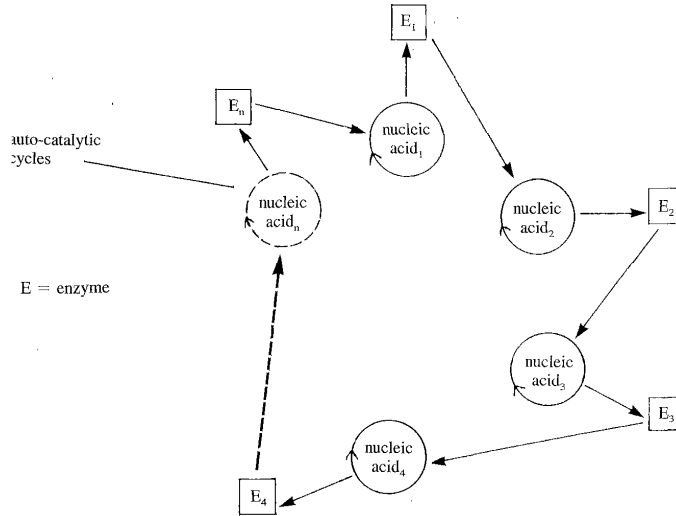 E₁
Eₙ
nucleic
acid₁
auto-catalytic
cycles
nucleic
acidₙ
nucleic
acid₂
E₂
E = enzyme
nucleic
acid₃
E₃
nucleic
acid₄
E₄